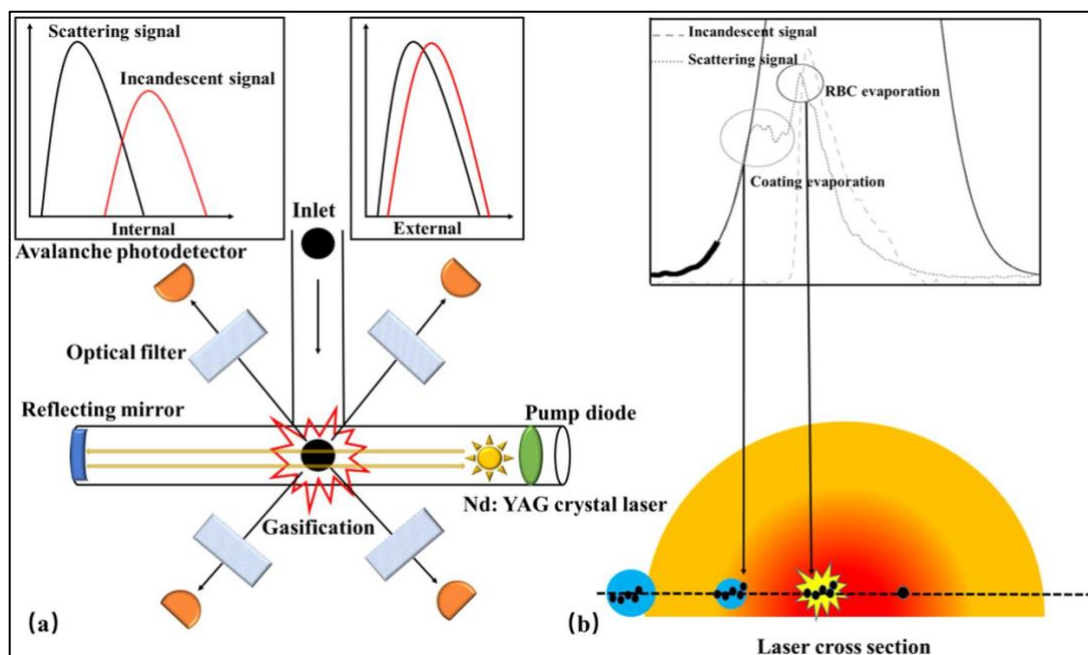 Scattering signal
Incandescent signal
Internal
External
Inlet
Avalanche photodetector
Optical filter
Reflecting mirror
Pump diode
Nd: YAG crystal laser
Gasification
(a)
Incandescent signal
Scattering signal
RBC evaporation
Coating evaporation
(b)
Laser cross section